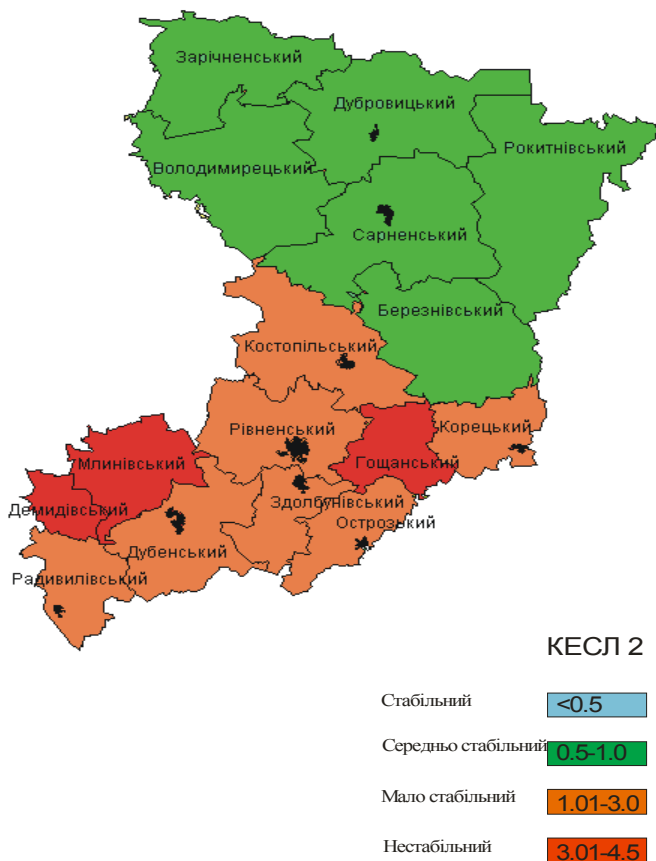 Зарічненський
Дубровицький
Рокитнівський
Володимирецький
Сарненський
Березнівський
Костопільський
Рівненський
Корецький
Млинівський
Гощанський
Здолбунівський
Демидівський
Острозький
Дубенський
Радивилівський
КЕСЛ 2
Стабільний <0.5
Середньо стабільний 0.5-1.0
Мало стабільний 1.01-3.0
Нестабільний 3.01-4.5